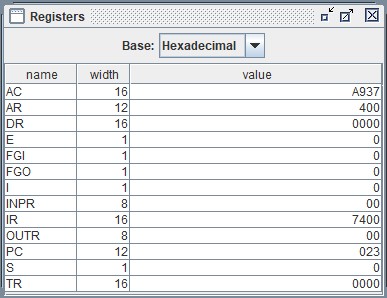 Registers
Base: Hexadecimal
name width value
AC 16 A937
AR 12 400
DR 16 0000
E 1 0
FGI 1 0
FGO 1 0
I 1 0
INPR 8 00
IR 16 7400
OUTR 8 00
PC 12 023
S 1 0
TR 16 0000